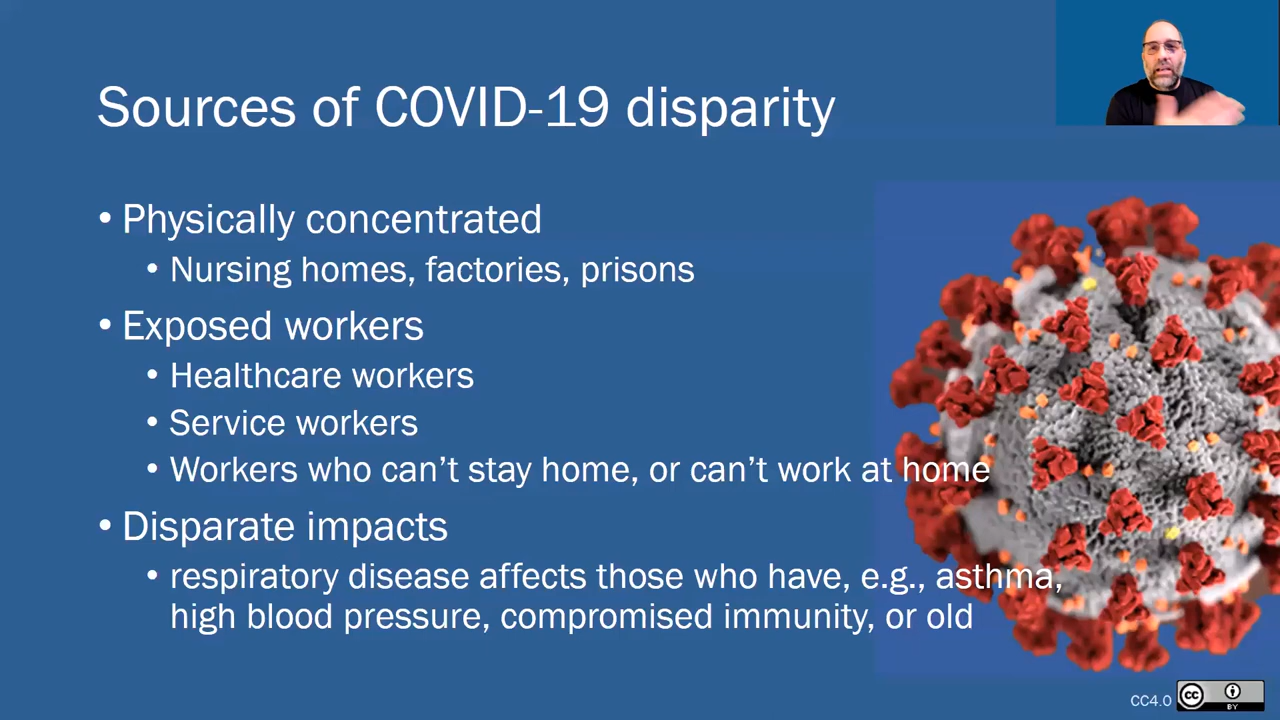 Sources of COVID-19 disparity
• Physically concentrated
• Nursing homes, factories, prisons
• Exposed workers
• Healthcare workers
• Service workers
• Workers who can’t stay home, or can’t work at home
• Disparate impacts
• respiratory disease affects those who have, e.g., asthma,
high blood pressure, compromised immunity, or old
CC4.0
CC
BY